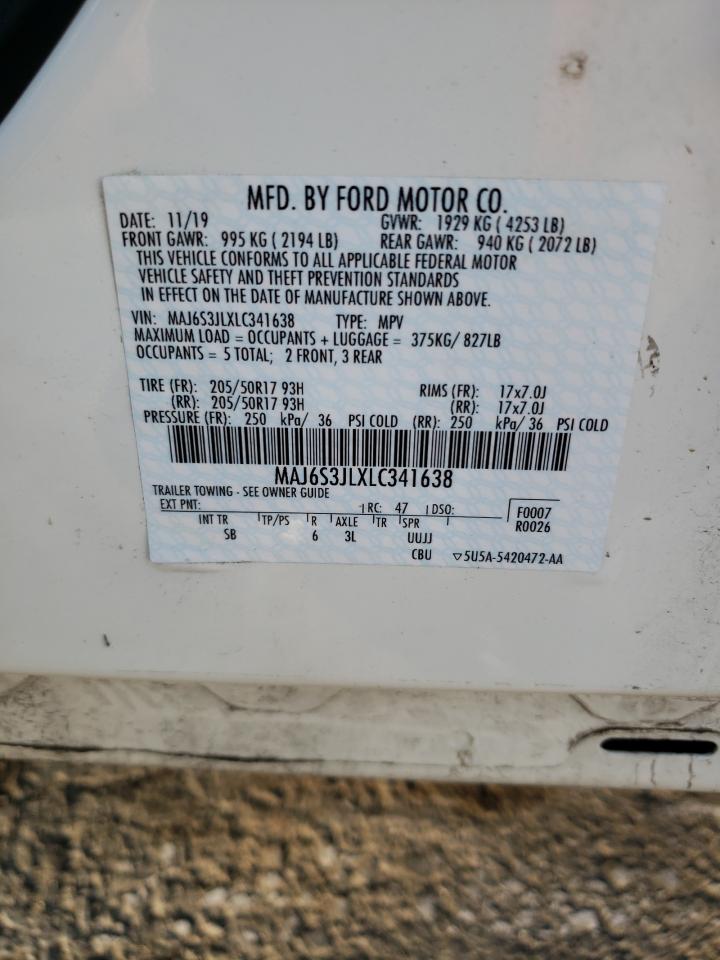 MFD. BY FORD MOTOR CO.
DATE: 11/19 GVWR: 1929 KG ( 4253 LB)
FRONT GAWR: 995 KG ( 2194 LB) REAR GAWR: 940 KG ( 2072 LB)
THIS VEHICLE CONFORMS TO ALL APPLICABLE FEDERAL MOTOR
VEHICLE SAFETY AND THEFT PREVENTION STANDARDS
IN EFFECT ON THE DATE OF MANUFACTURE SHOWN ABOVE.
VIN: MAJ6S3JLXLC341638 TYPE: MPV
MAXIMUM LOAD = OCCUPANTS + LUGGAGE = 375KG/ 827LB
OCCUPANTS = 5 TOTAL; 2 FRONT, 3 REAR
TIRE (FR): 205/50R17 93H RIMS (FR): 17x7.0J
(RR): 205/50R17 93H (RR): 17x7.0J
PRESSURE (FR): 250 kPa/ 36 PSI COLD (RR): 250 kPa/ 36 PSI COLD
MAJ6S3JLXLC341638
TRAILER TOWING - SEE OWNER GUIDE
EXT PNT: RC: 47 DSO: F0007
R0026
INT TR TP/PS R AXLE TR SPR
SB 6 3L UUJJ
CBU ▽5U5A-5420472-AA